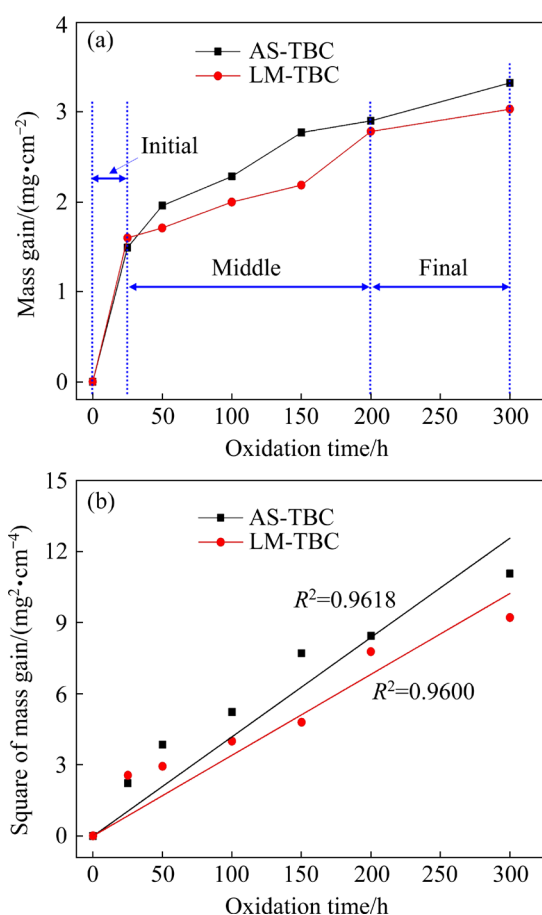 (a)
AS-TBC
LM-TBC
Initial
Middle
Final
Mass gain/(mg•cm−2)
4
3
2
1
0
0 50 100 150 200 250 300
Oxidation time/h
(b)
AS-TBC
LM-TBC
R²=0.9618
R²=0.9600
Square of mass gain/(mg²•cm−4)
15
12
9
6
3
0
0 50 100 150 200 250 300
Oxidation time/h